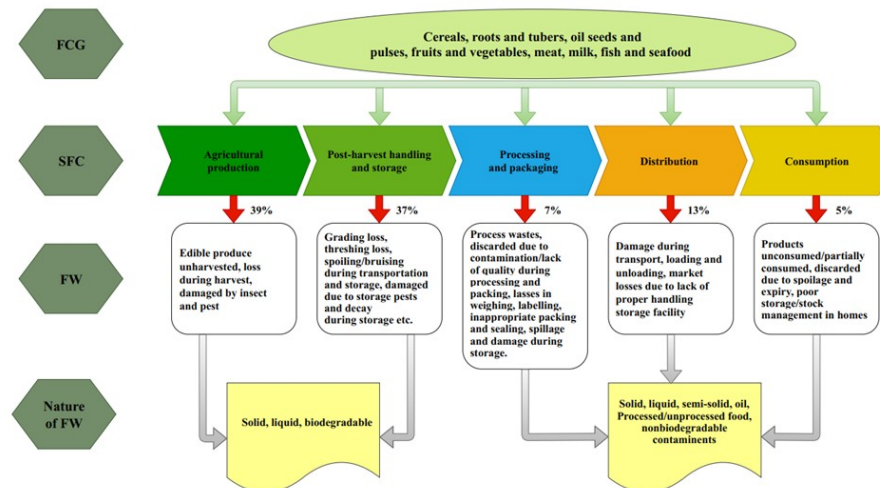 FCG
Cereals, roots and tubers, oil seeds and
pulses, fruits and vegetables, meat, milk, fish and seafood
SFC
Agricultural
production
Post-harvest handling
and storage
Processing
and packaging
Distribution
Consumption
39%
37%
7%
13%
5%
FW
Edible produce
unharvested, loss
during harvest,
damaged by insect
and pest
Grading loss,
threshing loss,
spoiling/bruising
during transportation
and storage, damaged
due to storage pests
and decay
during storage etc.
Process wastes,
discarded due to
contamination/lack
of quality during
processing and
packing, lasses in
weighing, labelling,
inappropriate packing
and sealing, spillage
and damage during
storage.
Damage during
transport, loading and
unloading, market
losses due to lack of
proper handling
storage facility
Products
unconsumed/partially
consumed, discarded
due to spoilage and
expiry, poor
storage/stock
management in homes
Nature
of FW
Solid, liquid, biodegradable
Solid, liquid, semi-solid, oil,
Processed/unprocessed food,
nonbiodegradable
contaminents